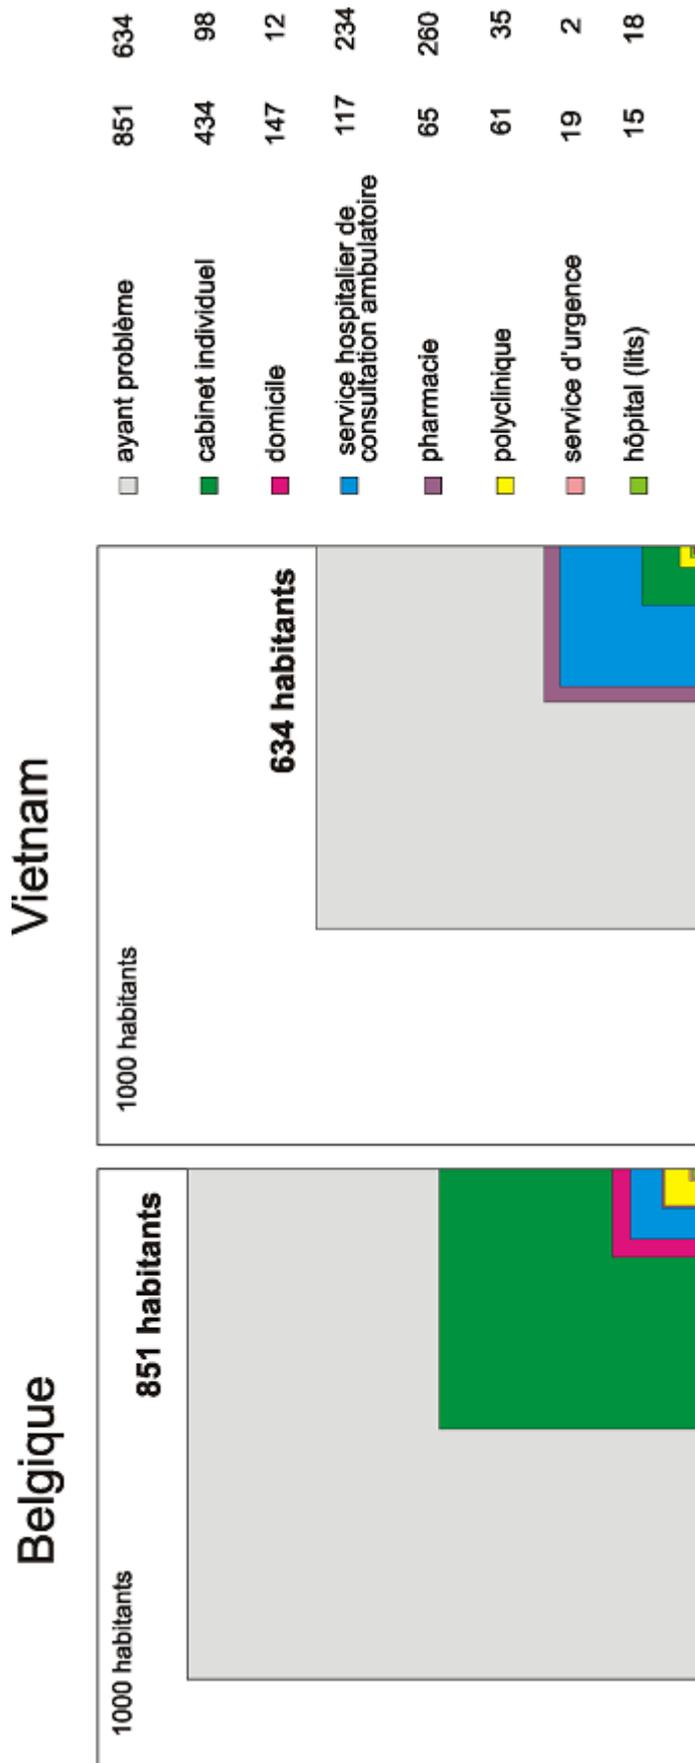 Belgique
Vietnam
1000 habitants
851 habitants
1000 habitants
634 habitants
ayant problème 851 634
cabinet individuel 434 98
domicile 147 12
service hospitalier de
consultation ambulatoire 117 234
pharmacie 65 260
polyclinique 61 35
service d'urgence 19 2
hôpital (lits) 15 18